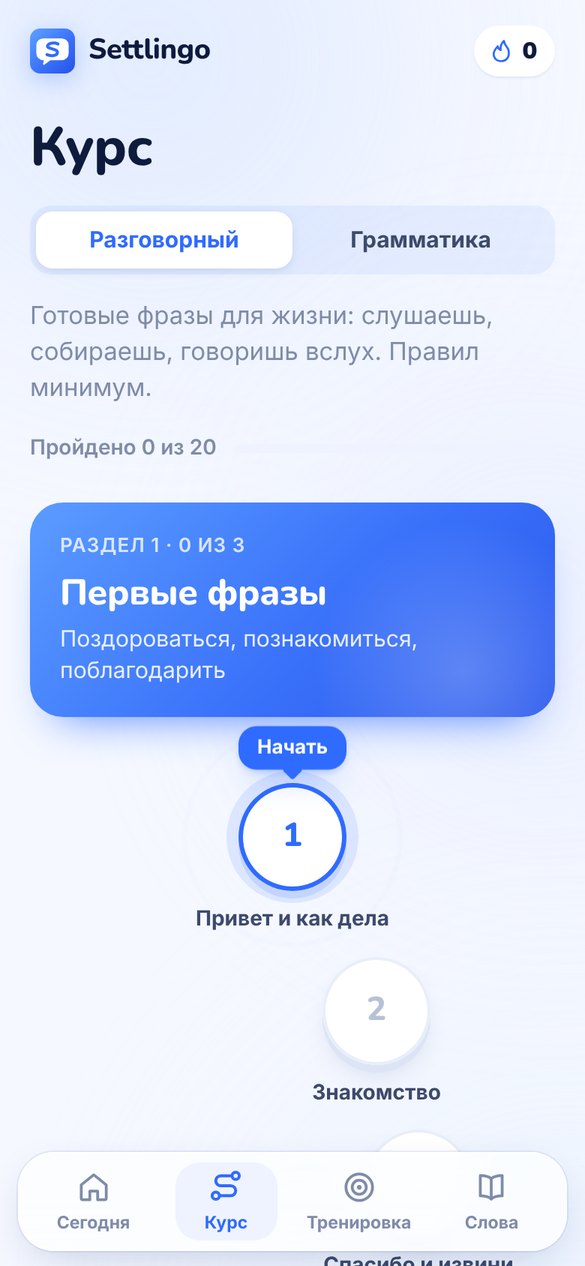 Settlingo
0
Курс
Разговорный
Грамматика
Готовые фразы для жизни: слушаешь,
собираешь, говоришь вслух. Правил
минимум.
Пройдено 0 из 20
РАЗДЕЛ 1 · 0 ИЗ 3
Первые фразы
Поздороваться, познакомиться,
поблагодарить
Начать
1
Привет и как дела
2
Знакомство
Сегодня
Курс
Тренировка
Слова
Спасибо и извини